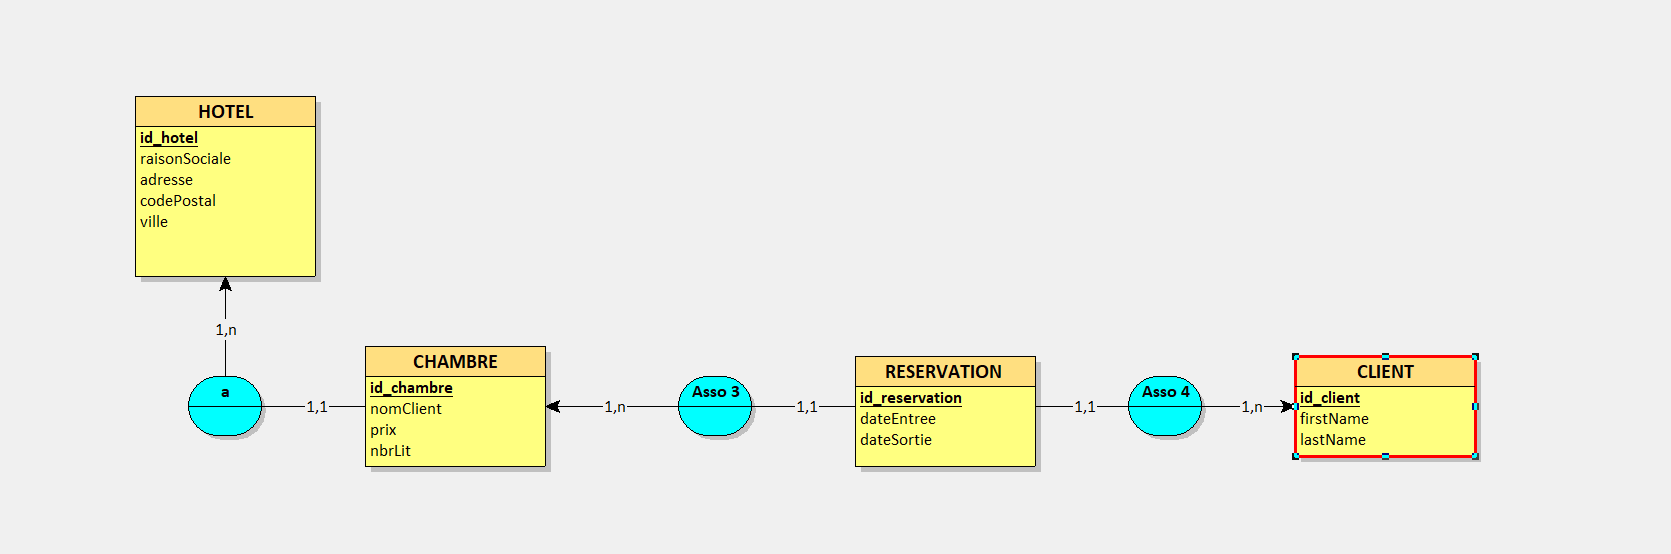 HOTEL
id_hotel
raisonSociale
adresse
codePostal
ville
1,n
a
1,1
CHAMBRE
id_chambre
nomClient
prix
nbrLit
1,n
Asso 3
1,1
RESERVATION
id_reservation
dateEntree
dateSortie
1,1
Asso 4
1,n
CLIENT
id_client
firstName
lastName